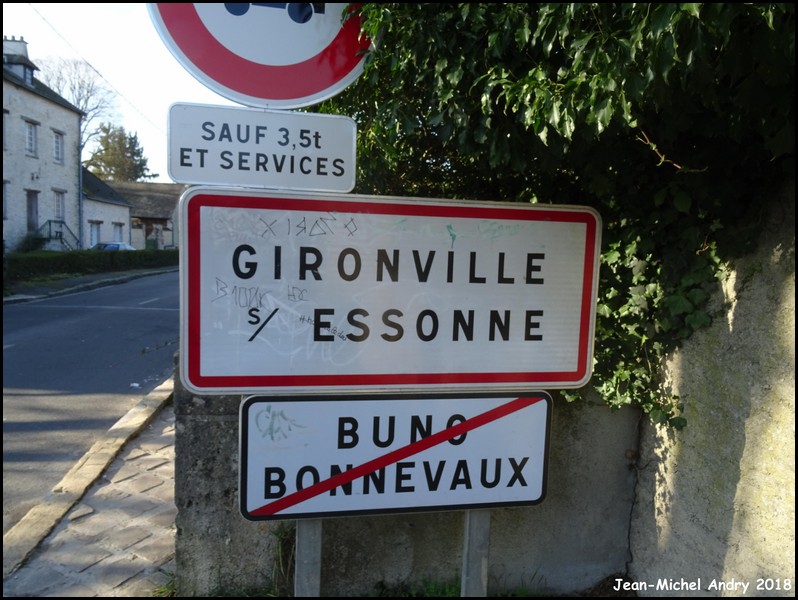 SAUF 3,5t
ET SERVICES
GIRONVILLE
S/ ESSONNE
BUNO
BONNEVAUX
Jean-Michel Andry 2018